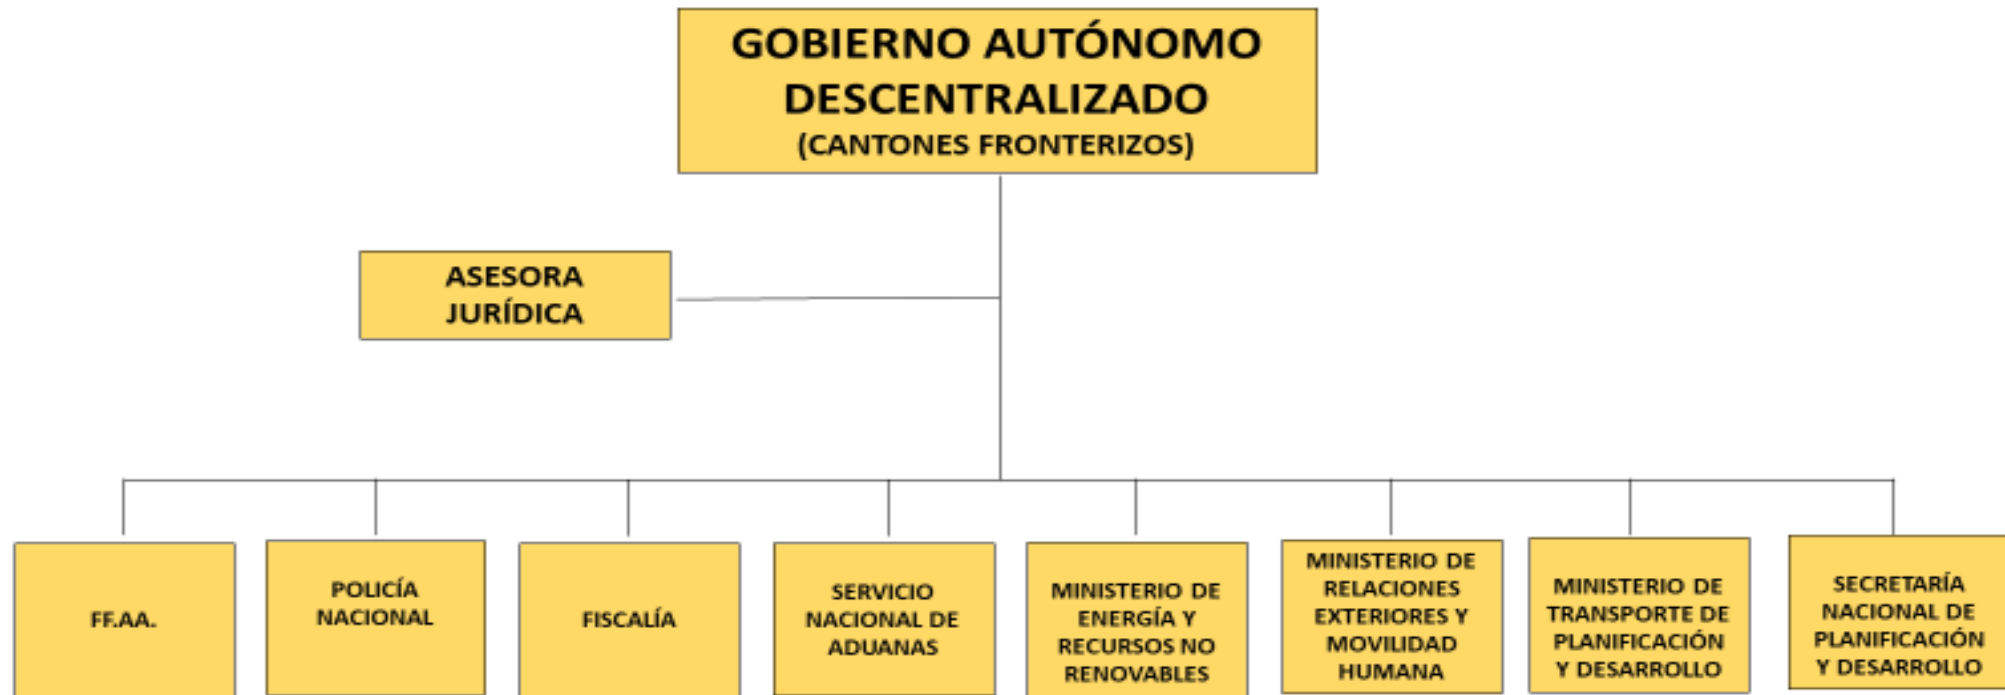 GOBIERNO AUTÓNOMO
DESCENTRALIZADO
(CANTONES FRONTERIZOS)
ASESORA
JURÍDICA
FF.AA.
POLICÍA
NACIONAL
FISCALÍA
SERVICIO
NACIONAL DE
ADUANAS
MINISTERIO DE
ENERGÍA Y
RECURSOS NO
RENOVABLES
MINISTERIO DE
RELACIONES
EXTERIORES Y
MOVILIDAD
HUMANA
MINISTERIO DE
TRANSPORTE DE
PLANIFICACIÓN
Y DESARROLLO
SECRETARÍA
NACIONAL DE
PLANIFICACIÓN
Y DESARROLLO